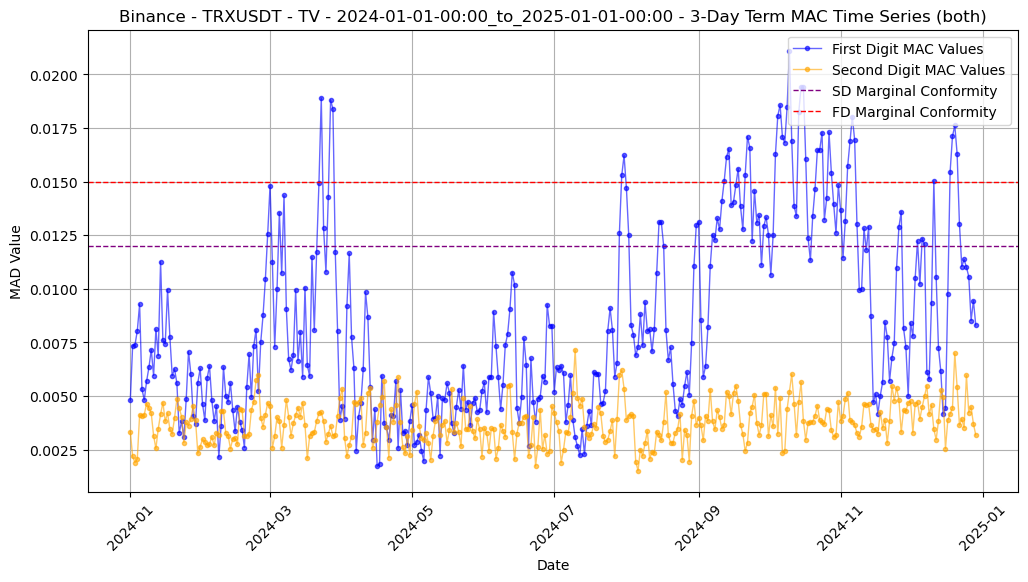 Binance - TRXUSDT - TV - 2024-01-01-00:00_to_2025-01-01-00:00 - 3-Day Term MAC Time Series (both)
First Digit MAC Values
Second Digit MAC Values
SD Marginal Conformity
FD Marginal Conformity
MAD Value
0.0200
0.0175
0.0150
0.0125
0.0100
0.0075
0.0050
0.0025
2024-01
2024-03
2024-05
2024-07
2024-09
2024-11
2025-01
Date